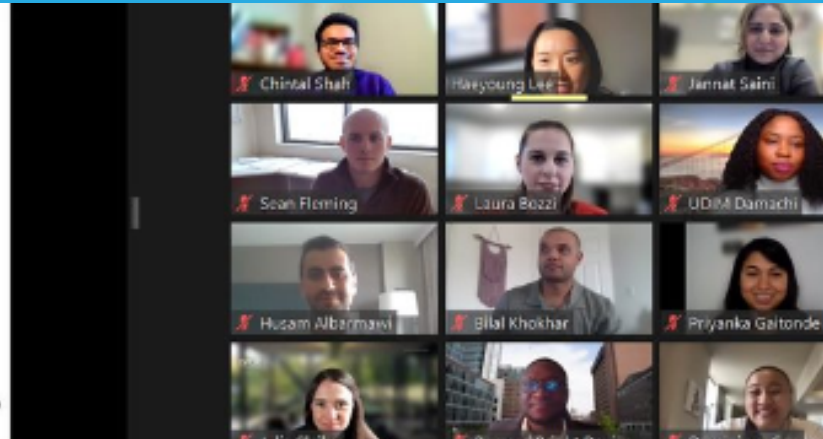 Chintal Shah
Haeyoung Lee
Jannat Saini
Sean Fleming
Laura Bozzi
UDIM Damachi
Husam Albarmawi
Bilal Khokhar
Priyanka Gaitonde